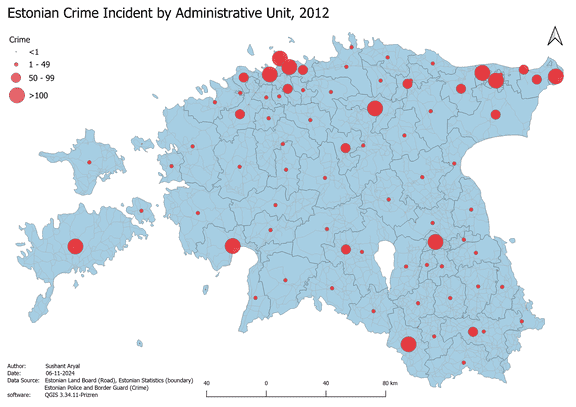 Estonian Crime Incident by Administrative Unit, 2012
Crime
<1
1 - 49
50 - 99
>100
Author: Sushant Aryal
Date: 06-11-2024
Data Source: Estonian Land Board (Road), Estonian Statistics (boundary)
Estonian Police and Border Guard (Crime)
software: QGIS 3.34.11-Prizren
40 0 40 80 km